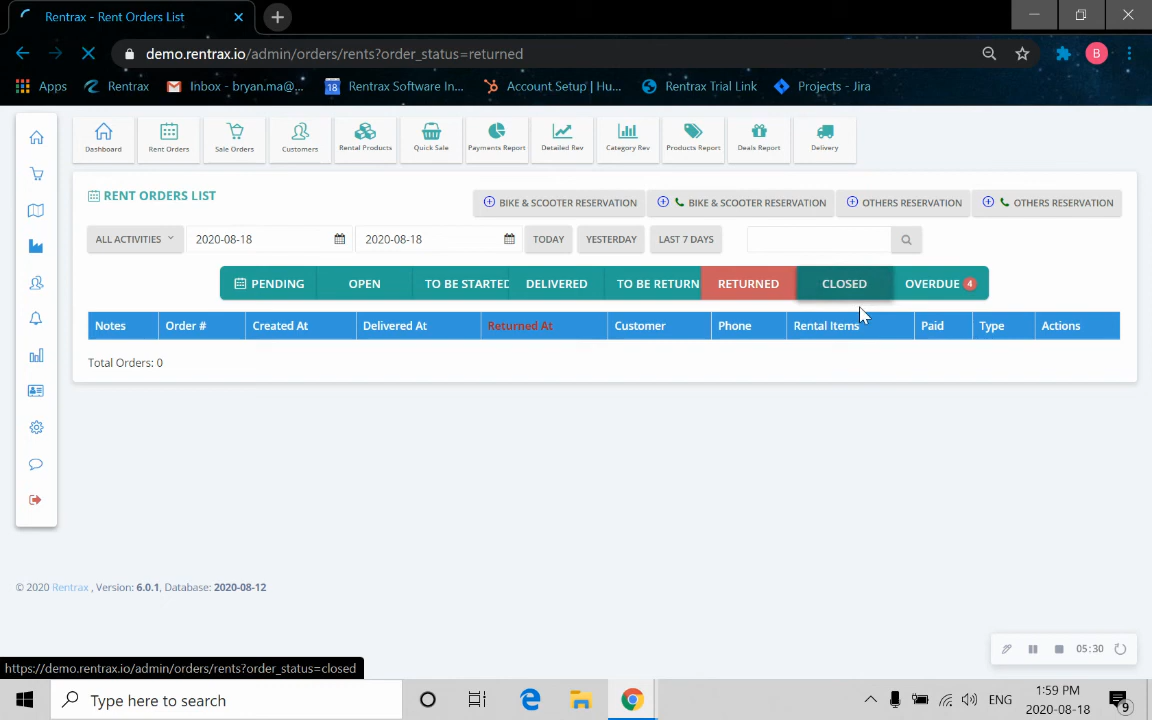 Rentrax - Rent Orders List
demo.rentrax.io/admin/orders/rents?order_status=returned
B
Apps Rentrax Inbox - bryan.ma@... 18 Rentrax Software In... Account Setup | Hu... Rentrax Trial Link Projects - Jira
Dashboard Rent Orders Sale Orders Customers Rental Products Quick Sale Payments Report Detailed Rev Category Rev Products Report Deals Report Delivery
RENT ORDERS LIST
BIKE & SCOOTER RESERVATION BIKE & SCOOTER RESERVATION OTHERS RESERVATION OTHERS RESERVATION
ALL ACTIVITIES 2020-08-18 2020-08-18 TODAY YESTERDAY LAST 7 DAYS
PENDING OPEN TO BE STARTED DELIVERED TO BE RETURN RETURNED CLOSED OVERDUE 4
Notes Order # Created At Delivered At Returned At Customer Phone Rental Items Paid Type Actions
Total Orders: 0
© 2020 Rentrax , Version: 6.0.1, Database: 2020-08-12
05:30
https://demo.rentrax.io/admin/orders/rents?order_status=closed
Type here to search
ENG
1:59 PM
2020-08-18
9